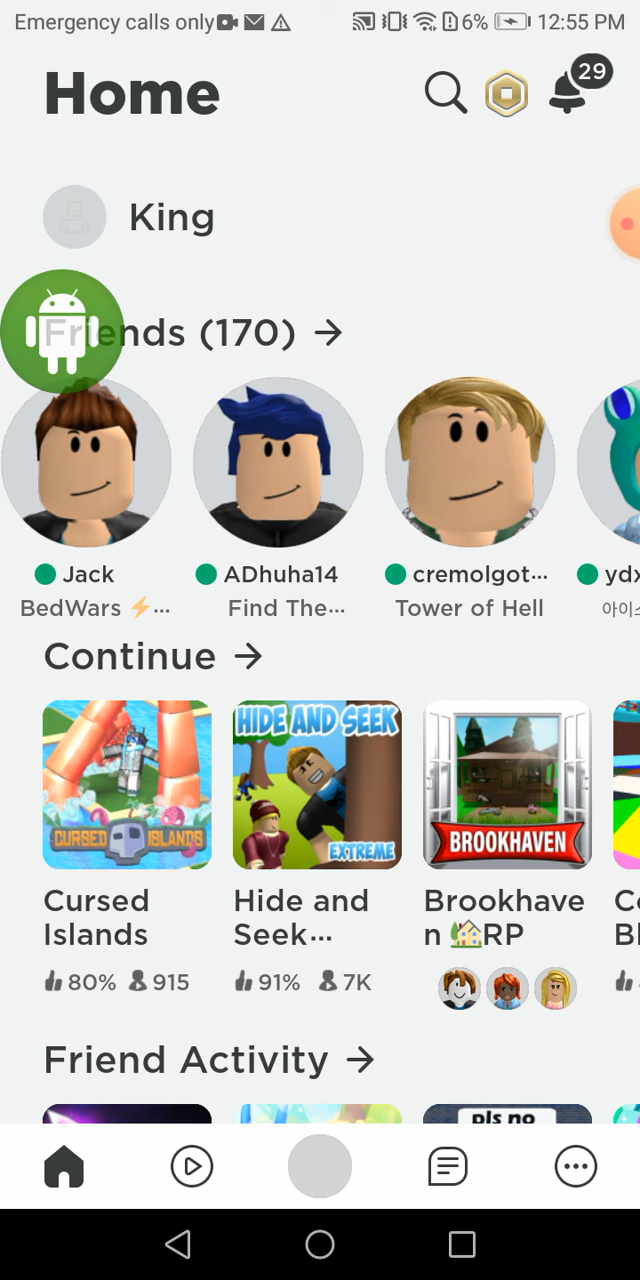 Emergency calls only 6% 12:55 PM
Home
29
King
Friends (170) →
Jack
ADhuha14
cremolgot...
BedWars ⚡...
Find The...
Tower of Hell
Continue →
HIDE AND SEEK
EXTREME
CURSED ISLANDS
BROOKHAVEN
Cursed
Islands
Hide and
Seek...
Brookhave
n 🏡RP
80% 915
91% 7K
Friend Activity →
pls no